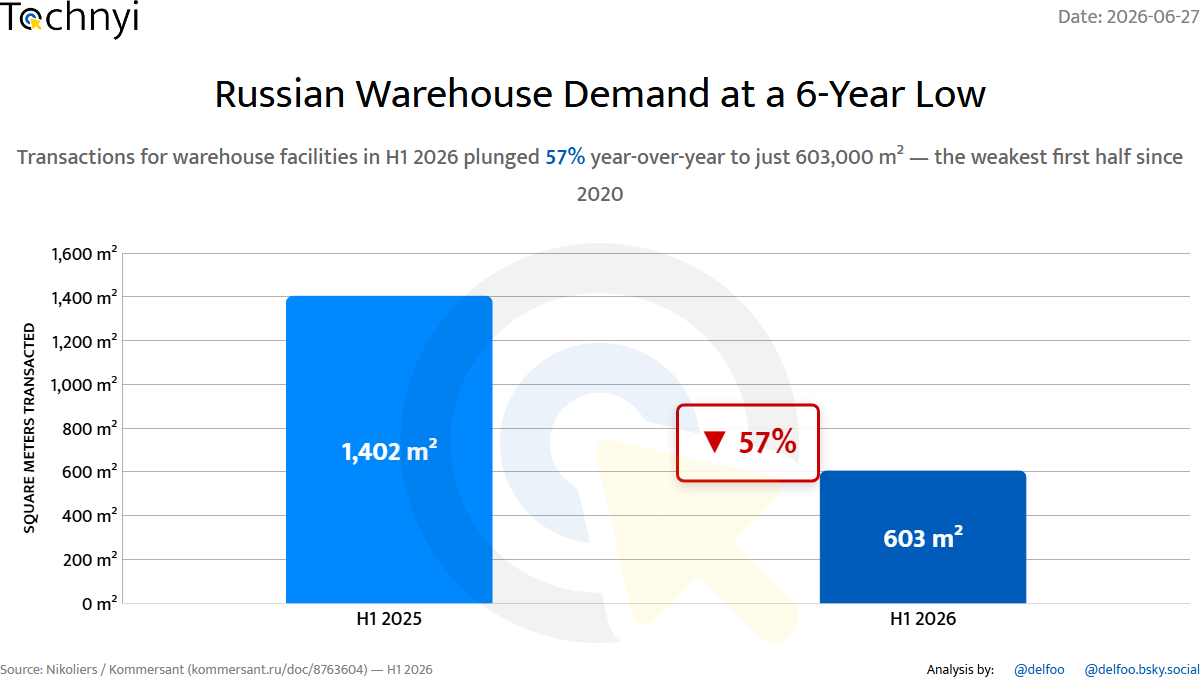 Technyi
Date: 2026-06-27
Russian Warehouse Demand at a 6-Year Low
Transactions for warehouse facilities in H1 2026 plunged 57% year-over-year to just 603,000 m² — the weakest first half since
2020
SQUARE METERS TRANSACTED
1,600 m²
1,400 m²
1,200 m²
1,000 m²
800 m²
600 m²
400 m²
200 m²
0 m²
1,402 m²
▼ 57%
603 m²
H1 2025
H1 2026
Source: Nikoliers / Kommersant (kommersant.ru/doc/8763604) — H1 2026
Analysis by: @delfoo @delfoo.bsky.social